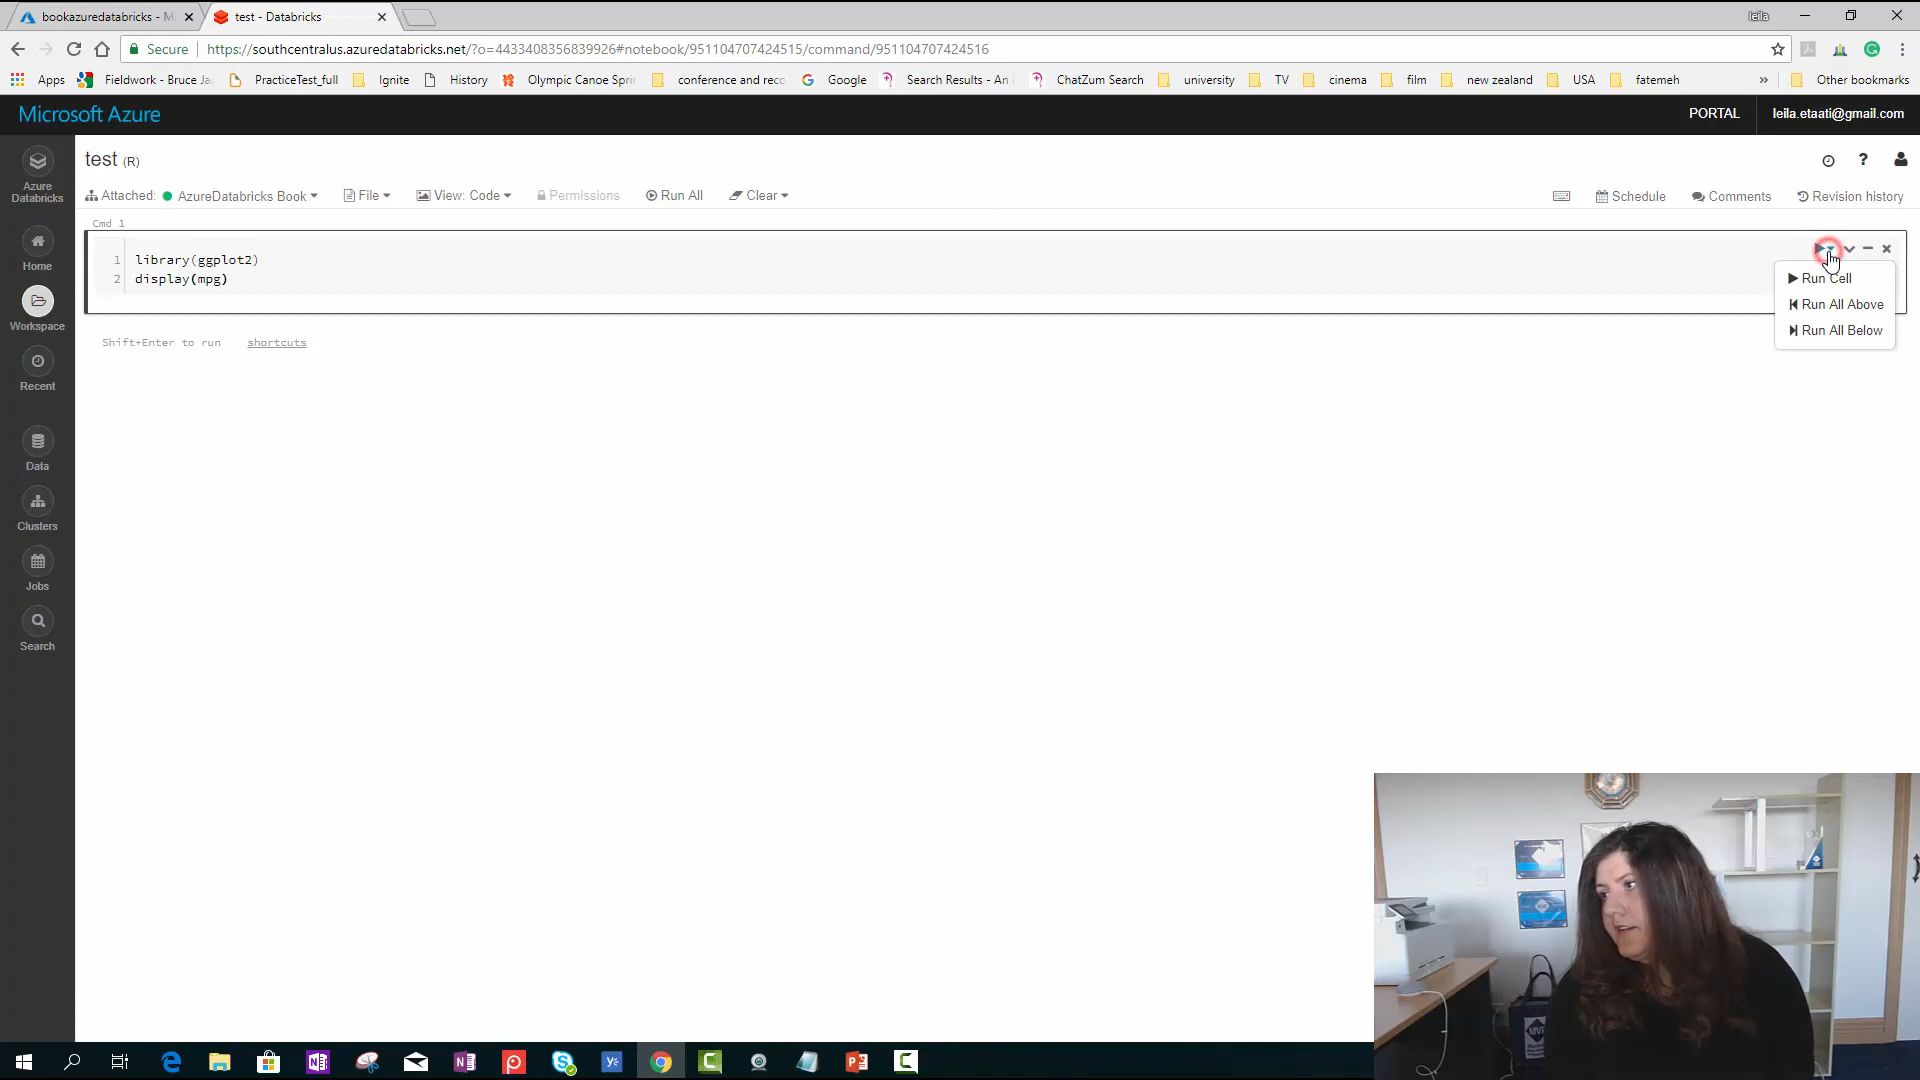 bookazuredatabricks - M
test - Databricks
leila
Secure
https://southcentralus.azuredatabricks.net/?o=4433408356839926#notebook/951104707424515/command/951104707424516
Apps
Fieldwork - Bruce Ja
PracticeTest_full
Ignite
History
Olympic Canoe Sprin
conference and reco
Google
Search Results - An i
ChatZum Search
university
TV
cinema
film
new zealand
USA
fatemeh
»
Other bookmarks
Microsoft Azure
PORTAL
leila.etaati@gmail.com
test (R)
Attached:
AzureDatabricks Book
File
View: Code
Permissions
Run All
Clear
Schedule
Comments
Revision history
Cmd 1
1 library(ggplot2)
2 display(mpg)
Run Cell
Run All Above
Run All Below
Shift+Enter to run
shortcuts
Azure
Databricks
Home
Workspace
Recent
Data
Clusters
Jobs
Search